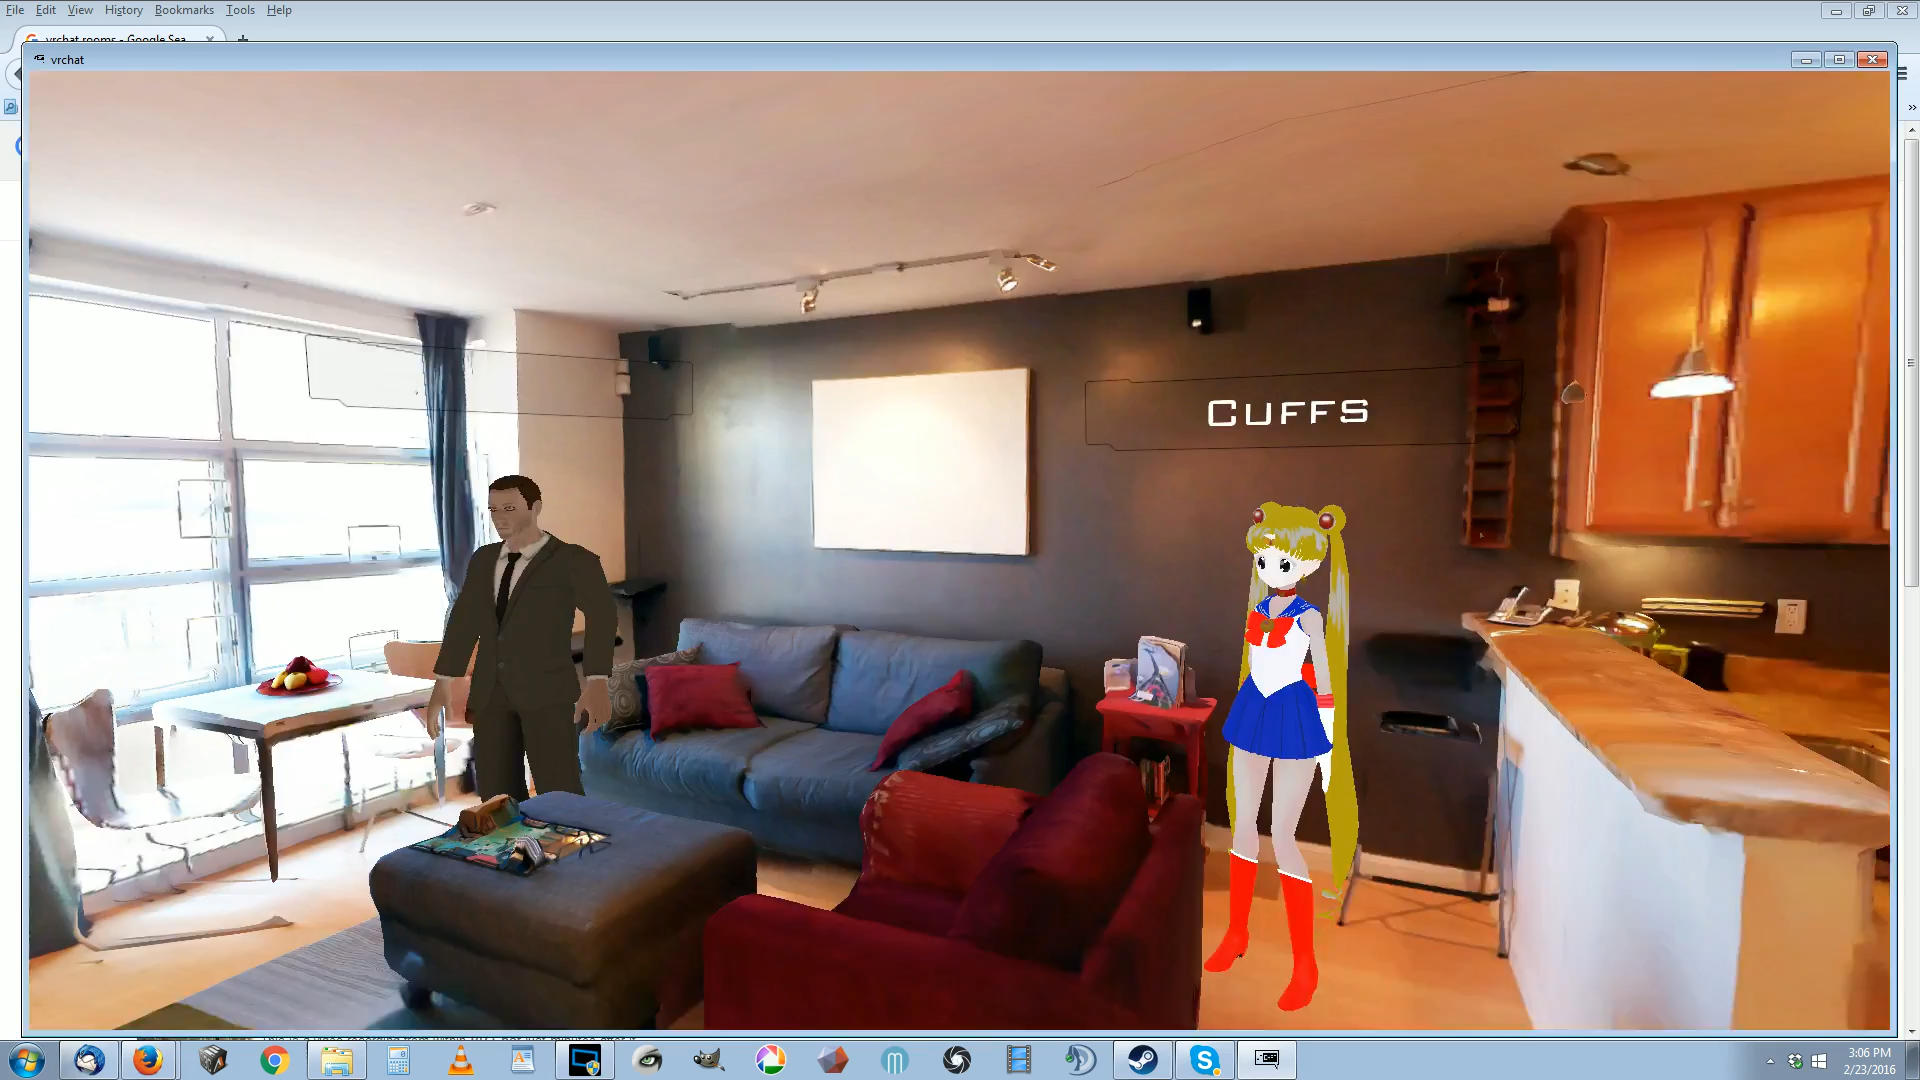 File Edit View History Bookmarks Tools Help
vrchat rooms - Google Sea
vrchat
Cuffs
3:06 PM
2/23/2016